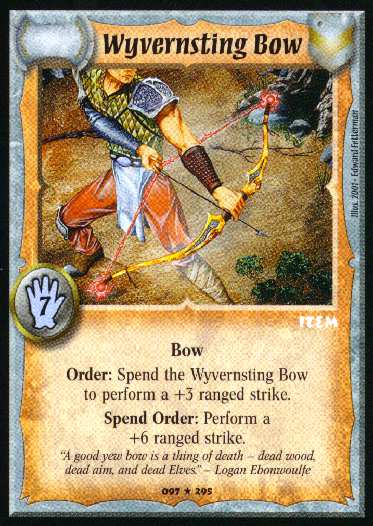 Wyvernsting Bow
Illus. 2001 • Edward Fetterman
7
ITEM
Bow
Order: Spend the Wyvernsting Bow
to perform a +3 ranged strike.
Spend Order: Perform a
+6 ranged strike.
"A good yew bow is a thing of death – dead wood,
dead aim, and dead Elves." – Logan Ebonwoulfe
097 ★ 295